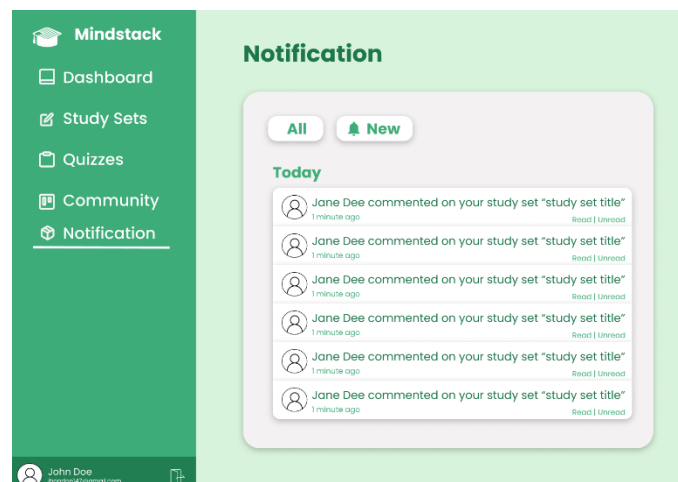 Mindstack
Dashboard
Study Sets
Quizzes
Community
Notification
John Doe
Notification
All
New
Today
Jane Dee commented on your study set “study set title”
1 minute ago
Read | Unread
Jane Dee commented on your study set “study set title”
1 minute ago
Read | Unread
Jane Dee commented on your study set “study set title”
1 minute ago
Read | Unread
Jane Dee commented on your study set “study set title”
1 minute ago
Read | Unread
Jane Dee commented on your study set “study set title”
1 minute ago
Read | Unread
Jane Dee commented on your study set “study set title”
1 minute ago
Read | Unread